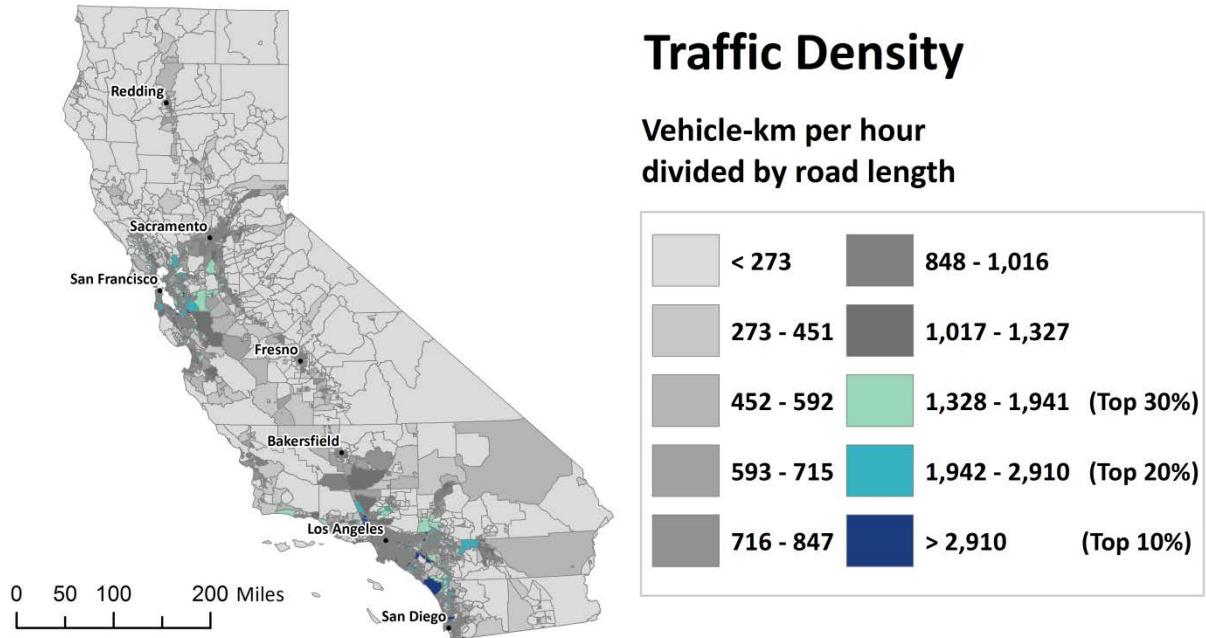 Redding
Sacramento
San Francisco
Fresno
Bakersfield
Los Angeles
San Diego
0 50 100 200 Miles
Traffic Density
Vehicle-km per hour
divided by road length
< 273
273 - 451
452 - 592
593 - 715
716 - 847
848 - 1,016
1,017 - 1,327
1,328 - 1,941 (Top 30%)
1,942 - 2,910 (Top 20%)
> 2,910 (Top 10%)